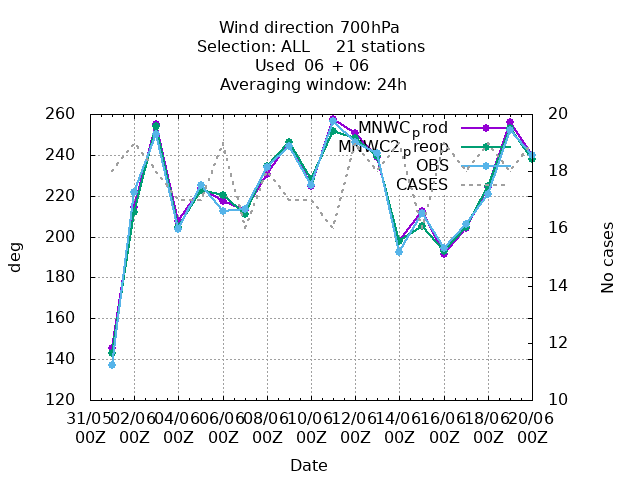 Wind direction 700hPa
Selection: ALL     21 stations
Used  06 + 06
Averaging window: 24h
260
240
220
200
180
160
140
120
deg
20
18
16
14
12
10
No cases
MNWCprod
MNWC2preop
OBS
CASES
31/05 02/06 04/06 06/06 08/06 10/06 12/06 14/06 16/06 18/06 20/06
00Z 00Z 00Z 00Z 00Z 00Z 00Z 00Z 00Z 00Z 00Z
Date